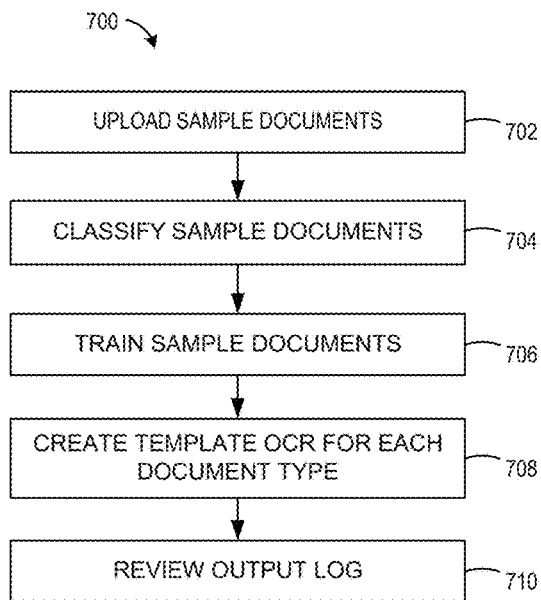 700
UPLOAD SAMPLE DOCUMENTS
702
CLASSIFY SAMPLE DOCUMENTS
704
TRAIN SAMPLE DOCUMENTS
706
CREATE TEMPLATE OCR FOR EACH
DOCUMENT TYPE
708
REVIEW OUTPUT LOG
710